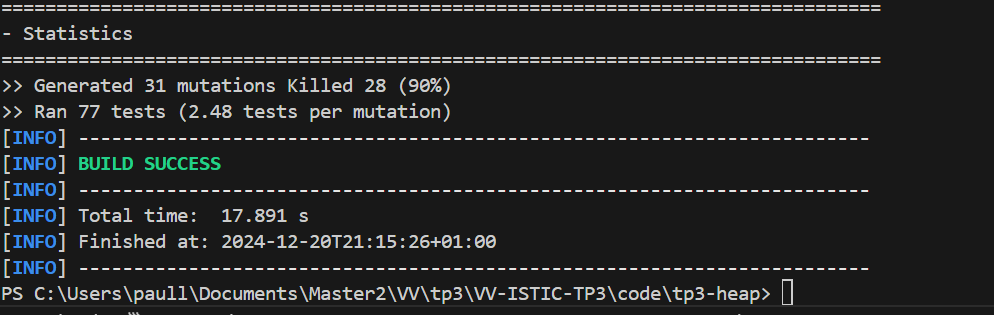 ================================================================================
- Statistics
================================================================================
>> Generated 31 mutations Killed 28 (90%)
>> Ran 77 tests (2.48 tests per mutation)
[INFO] ------------------------------------------------------------------------
[INFO] BUILD SUCCESS
[INFO] ------------------------------------------------------------------------
[INFO] Total time:  17.891 s
[INFO] Finished at: 2024-12-20T21:15:26+01:00
[INFO] ------------------------------------------------------------------------
PS C:\Users\paull\Documents\Master2\VV\tp3\VV-ISTIC-TP3\code\tp3-heap>